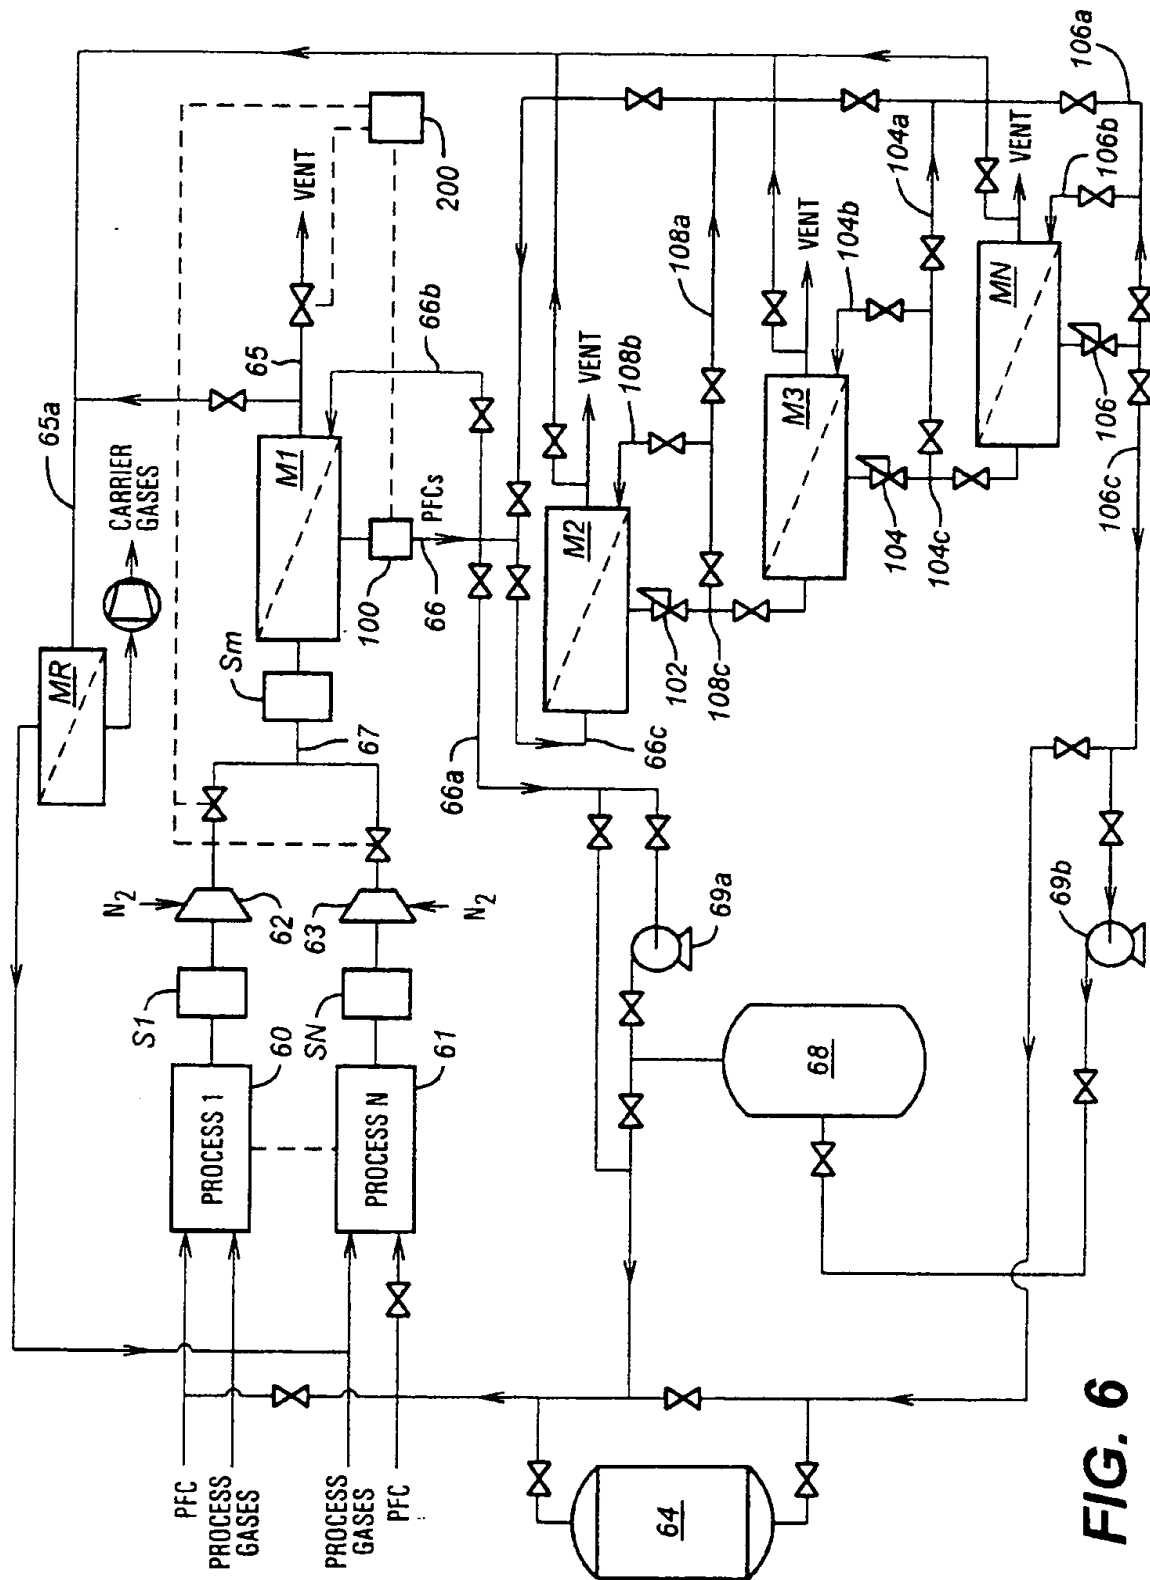 PFC
PROCESS
GASES
PROCESS
GASES
PFC
PROCESS 1
60
PROCESS N
61
S1
SN
N2
62
63
N2
67
Sm
MR
CARRIER
GASES
65a
M1
65
VENT
200
100
PFCs
66
66b
66a
66c
M2
VENT
102
108c
108b
108a
M3
VENT
104
104c
104b
104a
MN
VENT
106
106c
106b
106a
69a
69b
68
64
FIG. 6